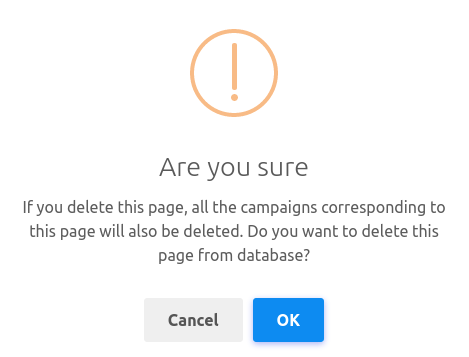 Are you sure
If you delete this page, all the campaigns corresponding to
this page will also be deleted. Do you want to delete this
page from database?
Cancel OK